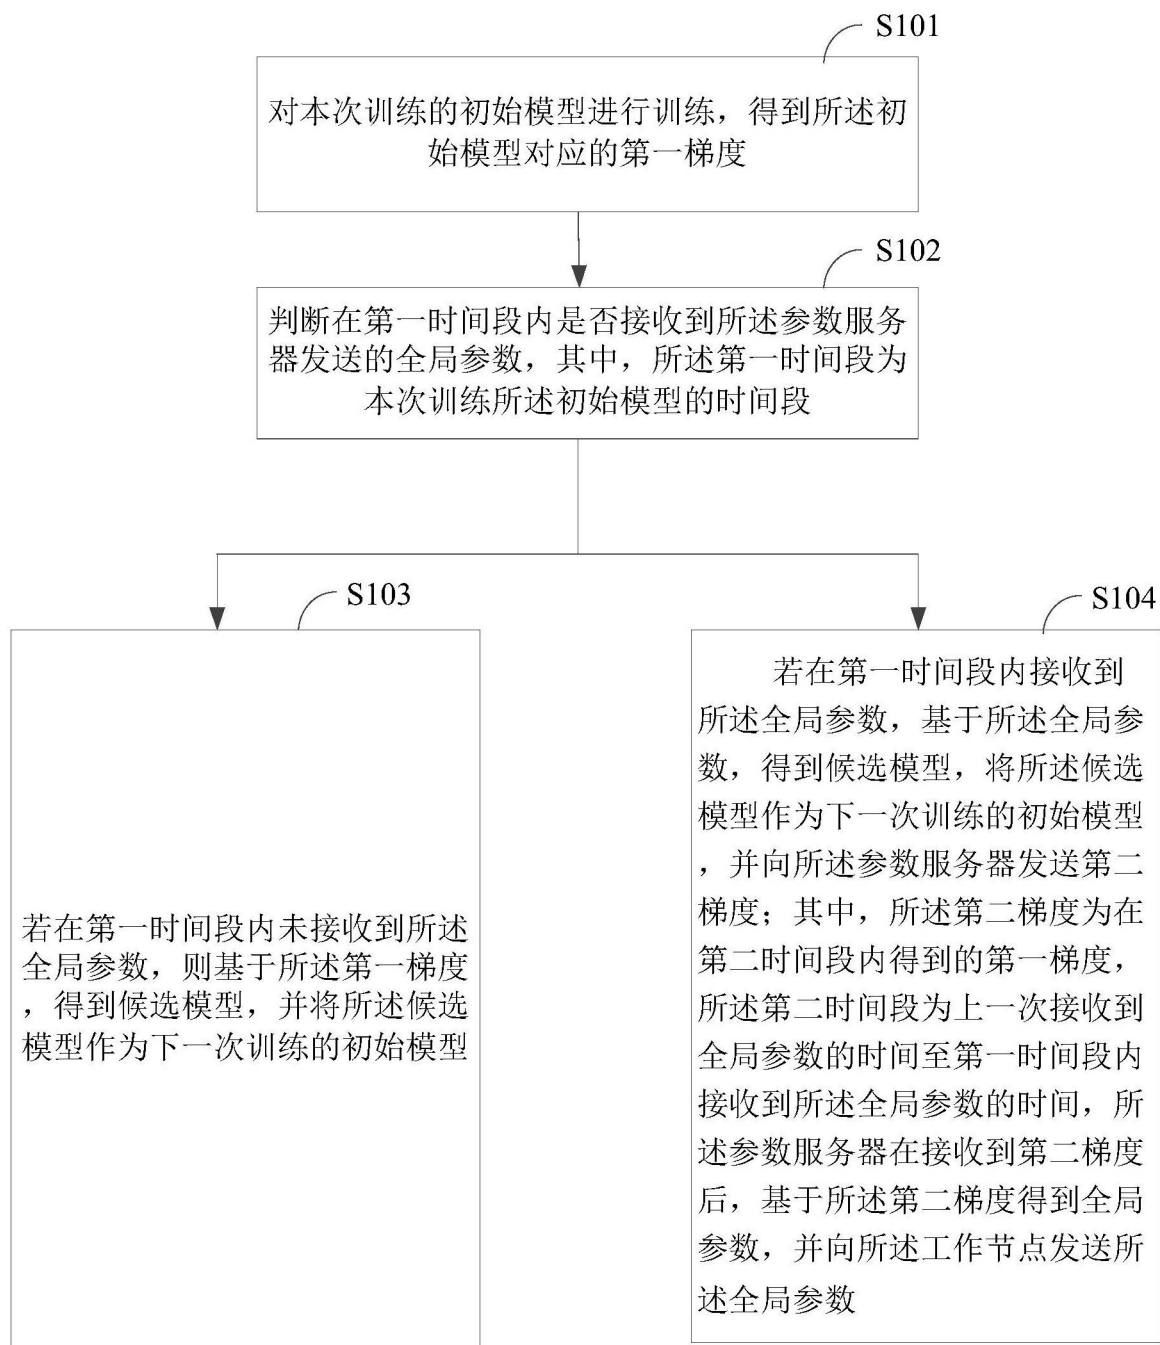 S101
对本次训练的初始模型进行训练，得到所述初
始模型对应的第一梯度
S102
判断在第一时间段内是否接收到所述参数服务
器发送的全局参数，其中，所述第一时间段为
本次训练所述初始模型的时间段
S103
若在第一时间段内未接收到所述
全局参数，则基于所述第一梯度
，得到候选模型，并将所述候选
模型作为下一次训练的初始模型
S104
若在第一时间段内接收到
所述全局参数，基于所述全局参
数，得到候选模型，将所述候选
模型作为下一次训练的初始模型
，并向所述参数服务器发送第二
梯度；其中，所述第二梯度为在
第二时间段内得到的第一梯度，
所述第二时间段为上一次接收到
全局参数的时间至第一时间段内
接收到所述全局参数的时间，所
述参数服务器在接收到第二梯度
后，基于所述第二梯度得到全局
参数，并向所述工作节点发送所
述全局参数